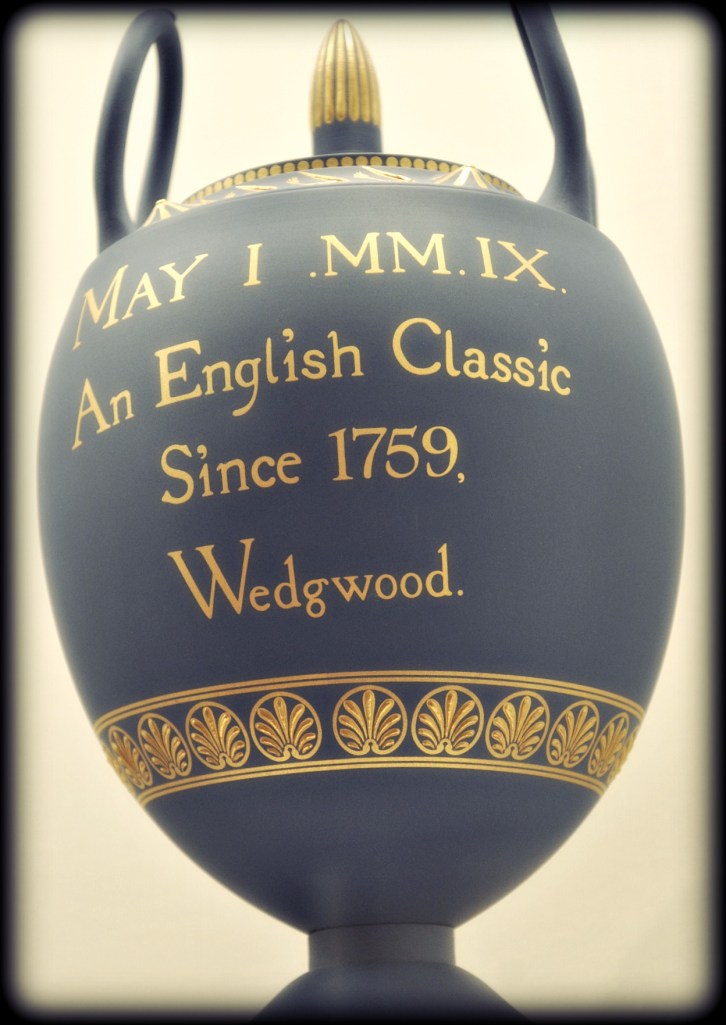 MAY I .MM.IX.
An English Classic
Since 1759,
Wedgwood.